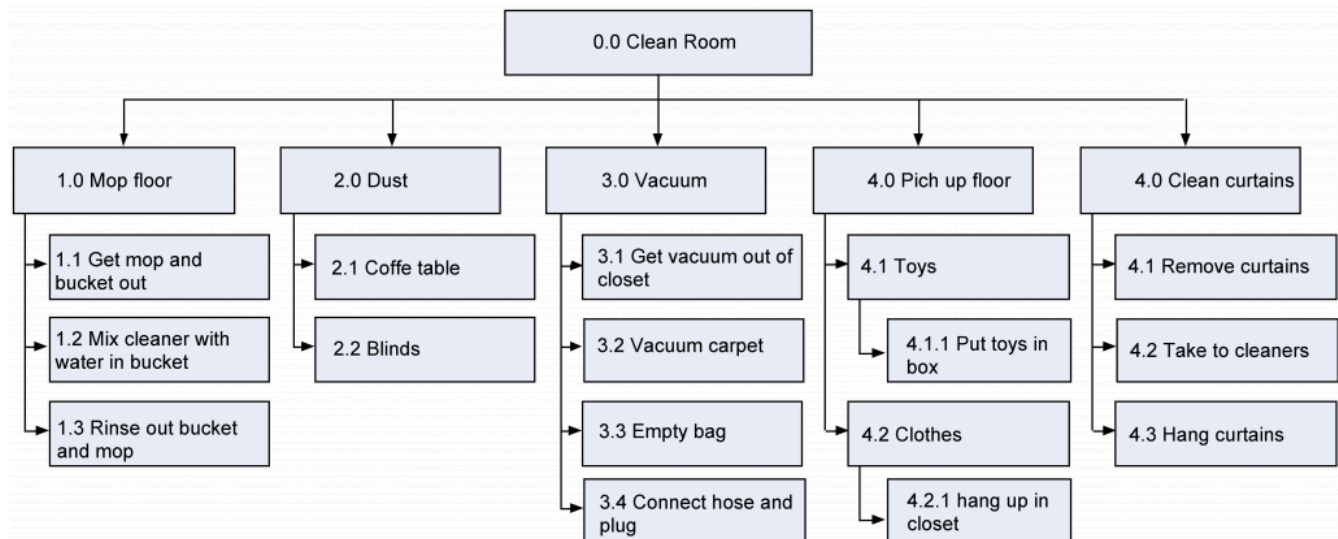 0.0 Clean Room
1.0 Mop floor
1.1 Get mop and
bucket out
1.2 Mix cleaner with
water in bucket
1.3 Rinse out bucket
and mop
2.0 Dust
2.1 Coffe table
2.2 Blinds
3.0 Vacuum
3.1 Get vacuum out of
closet
3.2 Vacuum carpet
3.3 Empty bag
3.4 Connect hose and
plug
4.0 Pich up floor
4.1 Toys
4.1.1 Put toys in
box
4.2 Clothes
4.2.1 hang up in
closet
4.0 Clean curtains
4.1 Remove curtains
4.2 Take to cleaners
4.3 Hang curtains